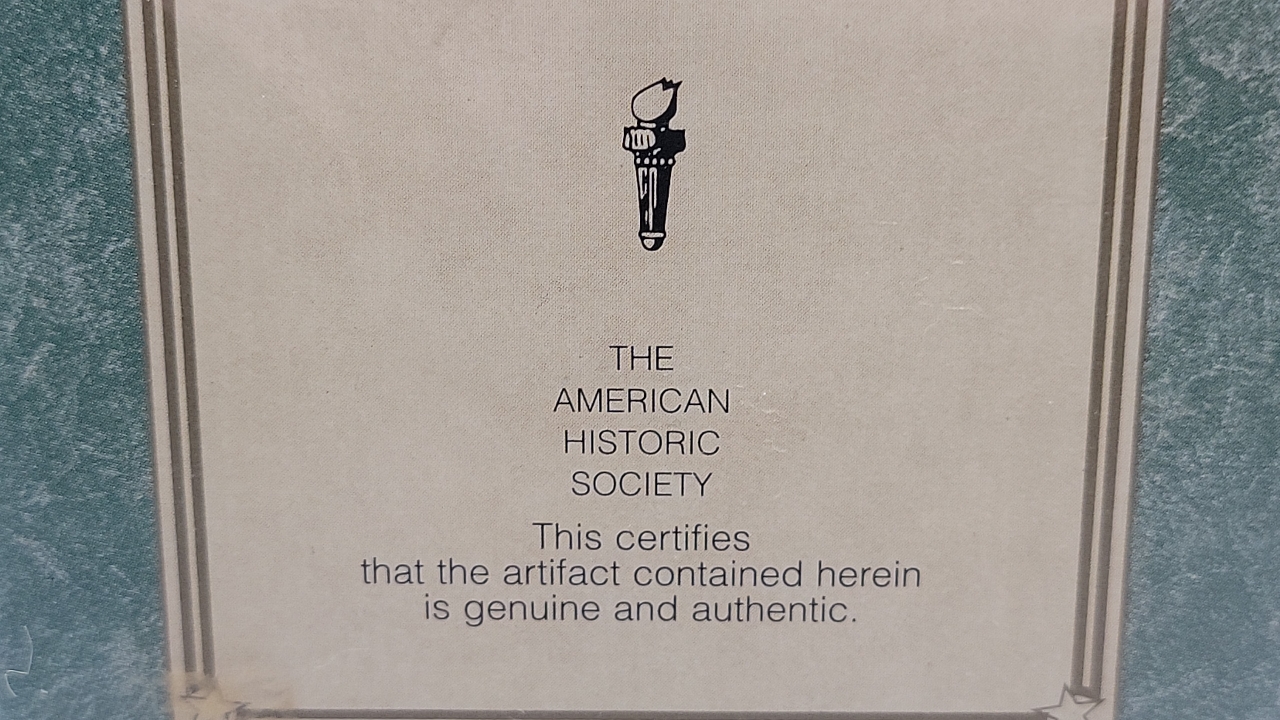 THE
AMERICAN
HISTORIC
SOCIETY
This certifies
that the artifact contained herein
is genuine and authentic.